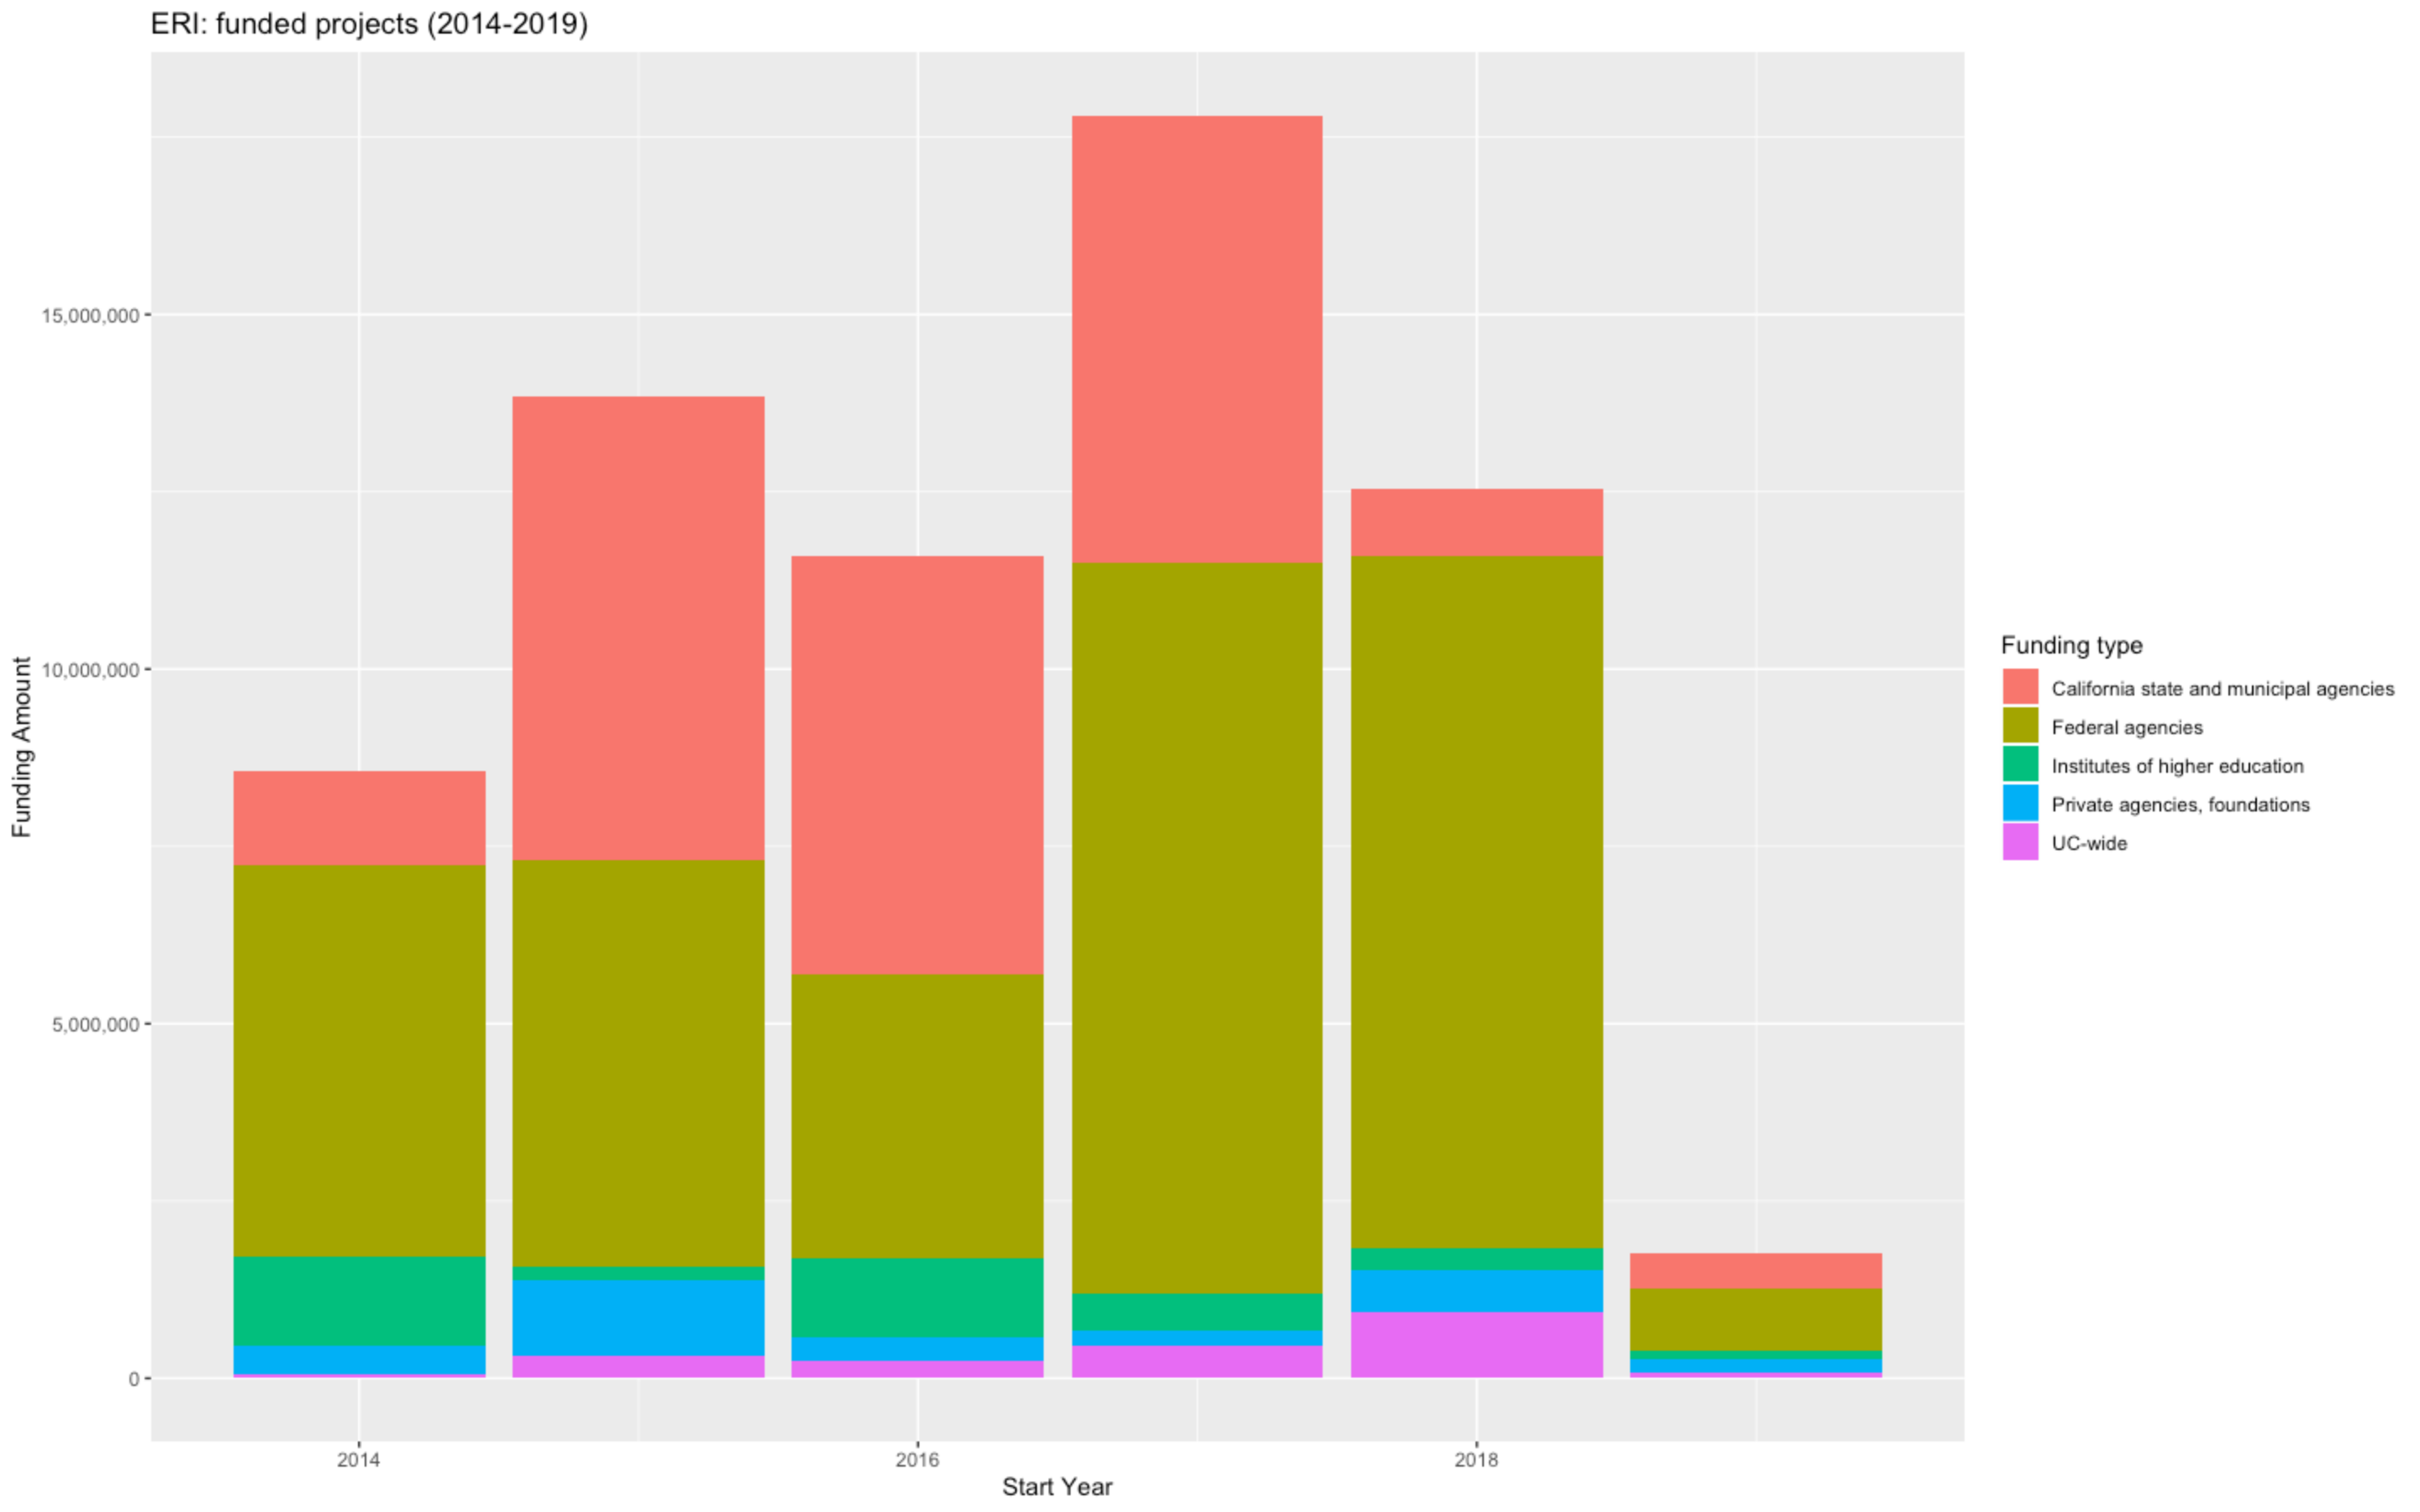 ERI: funded projects (2014-2019)
15,000,000
10,000,000
5,000,000
0
Funding Amount
2014
2016
2018
Start Year
Funding type
California state and municipal agencies
Federal agencies
Institutes of higher education
Private agencies, foundations
UC-wide